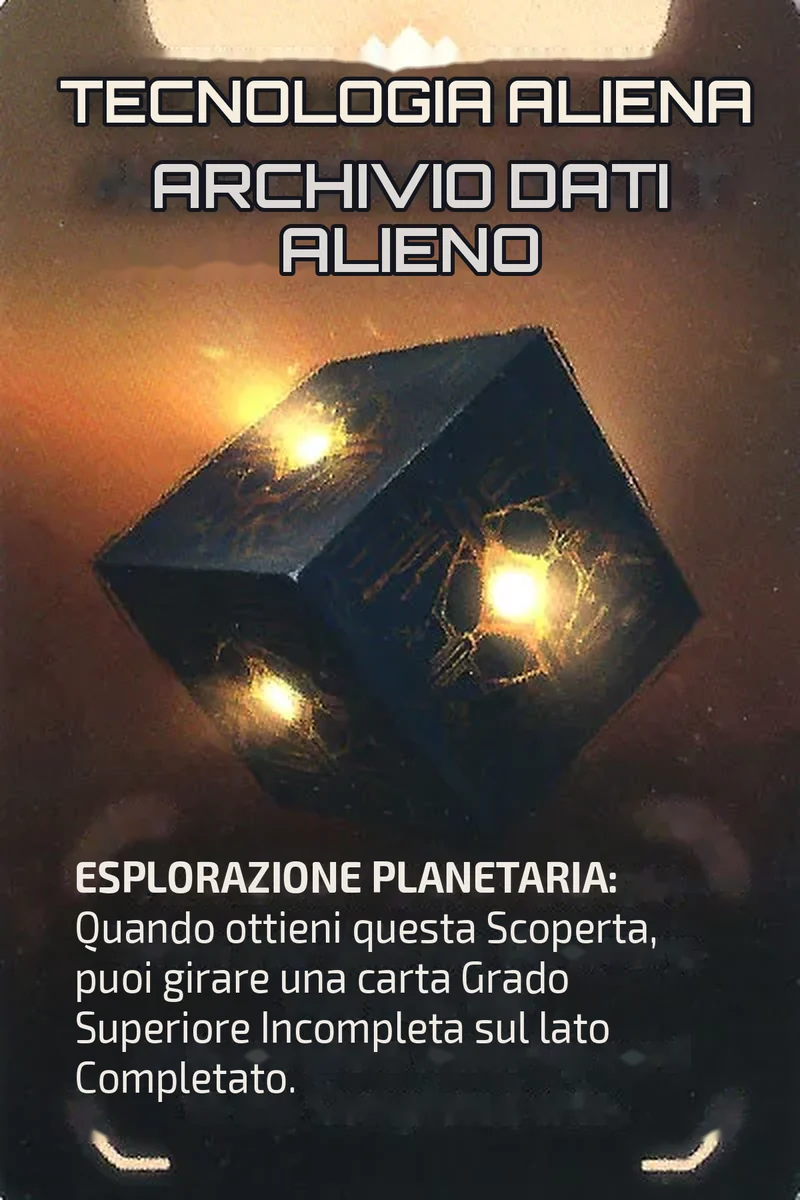 TECNOLOGIA ALIENA
ARCHIVIO DATI
ALIENO
ESPLORAZIONE PLANETARIA:
Quando ottieni questa Scoperta,
puoi girare una carta Grado
Superiore Incompleta sul lato
Completato.